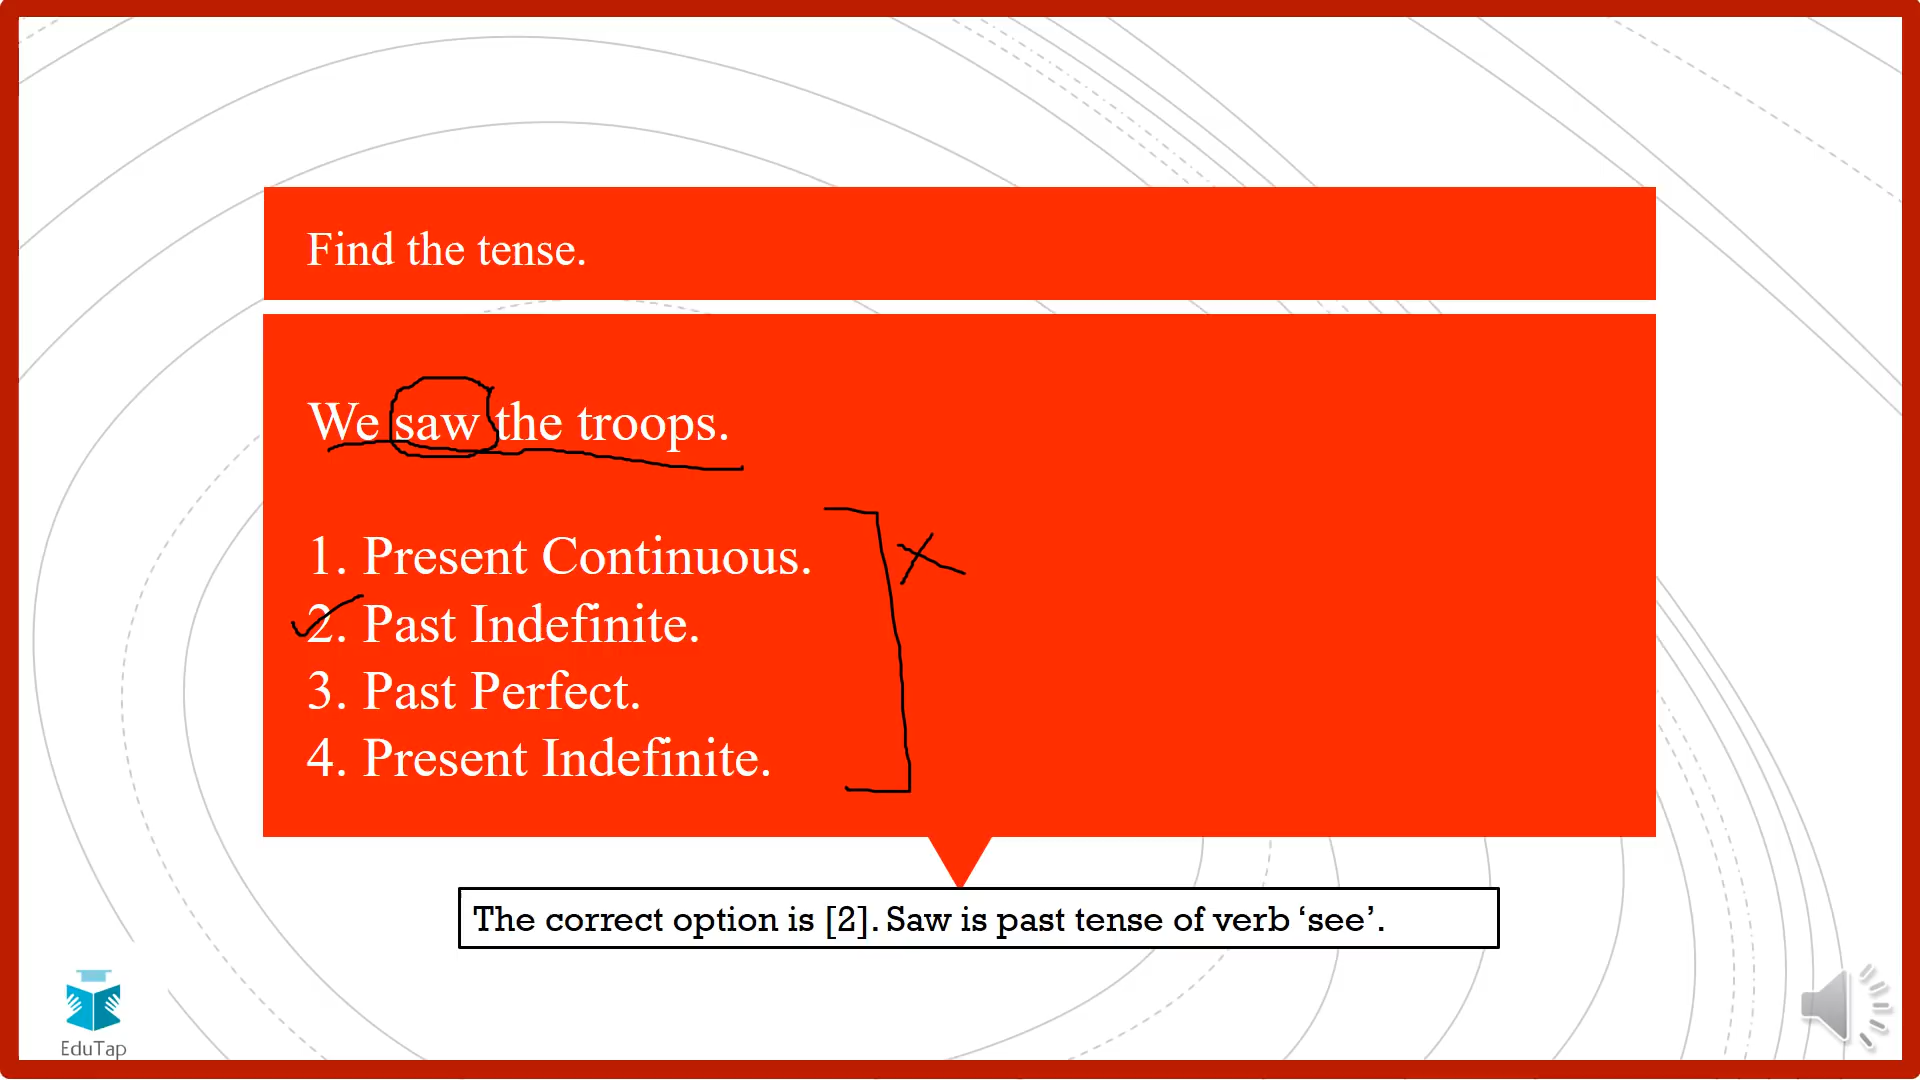 Find the tense.
We saw the troops.
1. Present Continuous.
2. Past Indefinite.
3. Past Perfect.
4. Present Indefinite.
The correct option is [2]. Saw is past tense of verb ‘see’.
EduTap